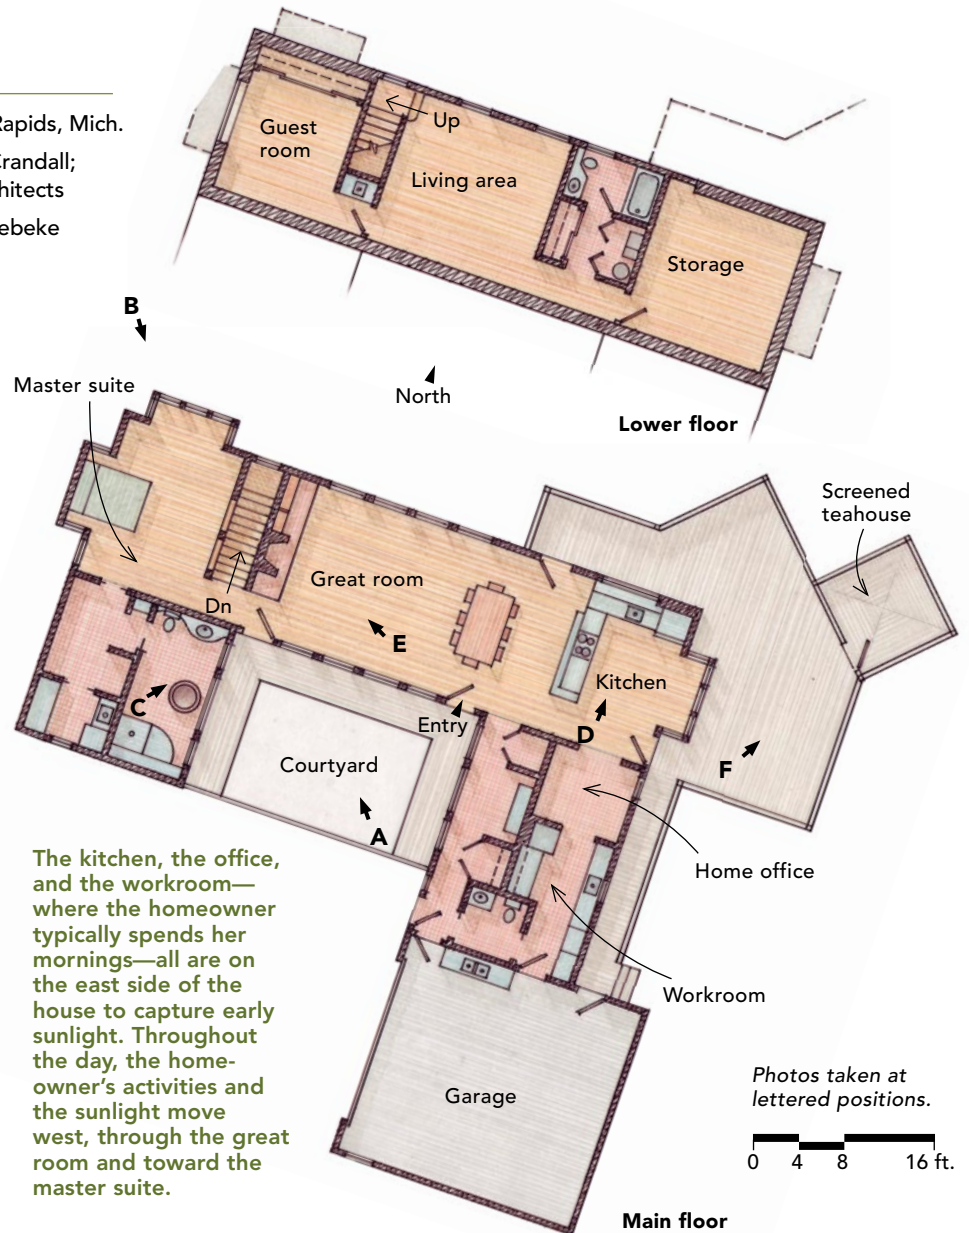 Rapids, Mich.
Crandall;
hitects
ebeke
Guest
room
Up
Living area
Storage
B
North
Lower floor
Master suite
Screened
teahouse
Great room
Dn
E
Kitchen
C
Entry
D
F
Courtyard
A
Home office
Workroom
The kitchen, the office,
and the workroom—
where the homeowner
typically spends her
mornings—all are on
the east side of the
house to capture early
sunlight. Throughout
the day, the home-
owner's activities and
the sunlight move
west, through the great
room and toward the
master suite.
Garage
Photos taken at
lettered positions.
0 4 8 16 ft.
Main floor